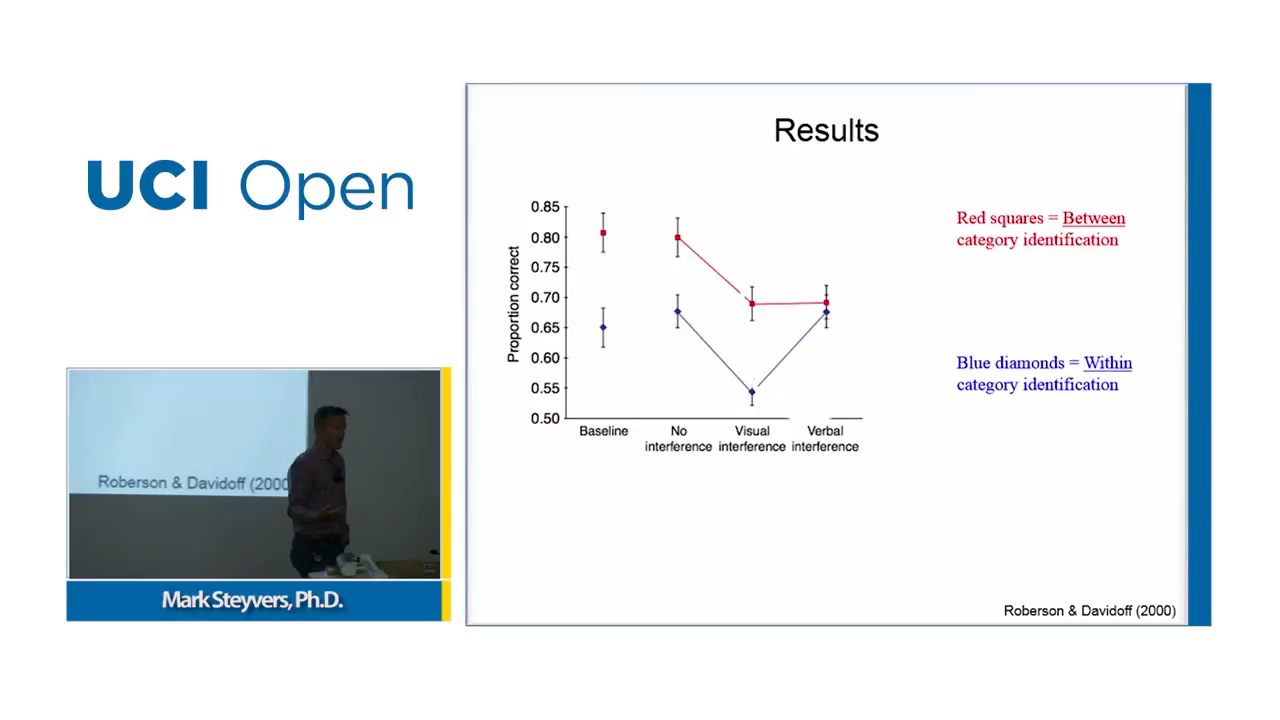 UCI Open
Results
0.85
0.80
0.75
0.70
0.65
0.60
0.55
0.50
Proportion correct
Baseline
No
interference
Visual
interference
Verbal
interference
Red squares = Between
category identification
Blue diamonds = Within
category identification
Roberson & Davidoff (2000)
Roberson & Davidoff (2000
Mark Steyvers, Ph.D.